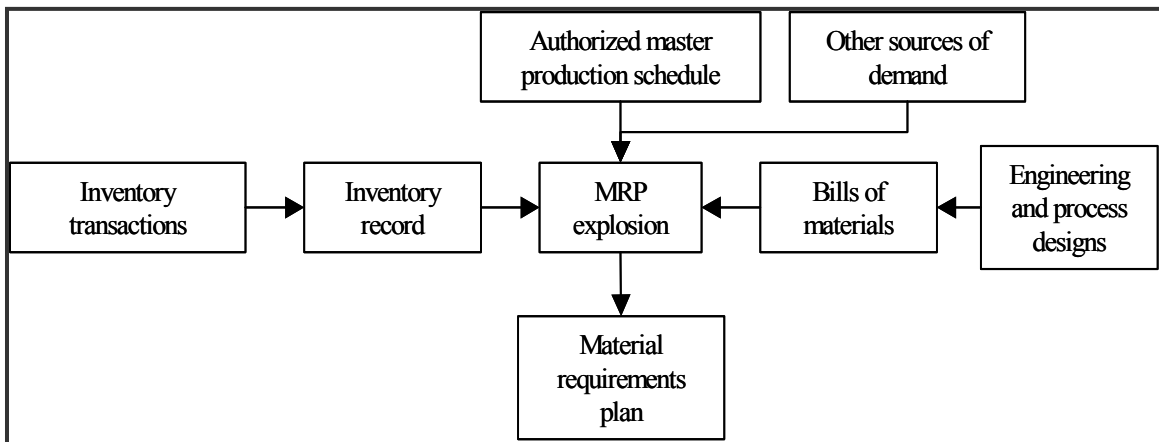 Authorized master
production schedule
Other sources of
demand
Inventory
transactions
Inventory
record
MRP
explosion
Bills of
materials
Engineering
and process
designs
Material
requirements
plan